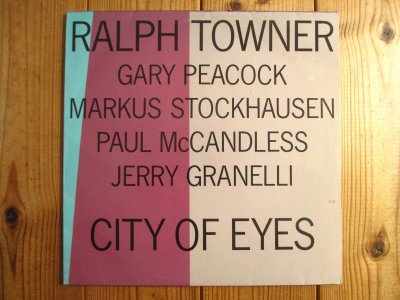 RALPH TOWNER
GARY PEACOCK
MARKUS STOCKHAUSEN
PAUL McCANDLESS
JERRY GRANELLI
CITY OF EYES